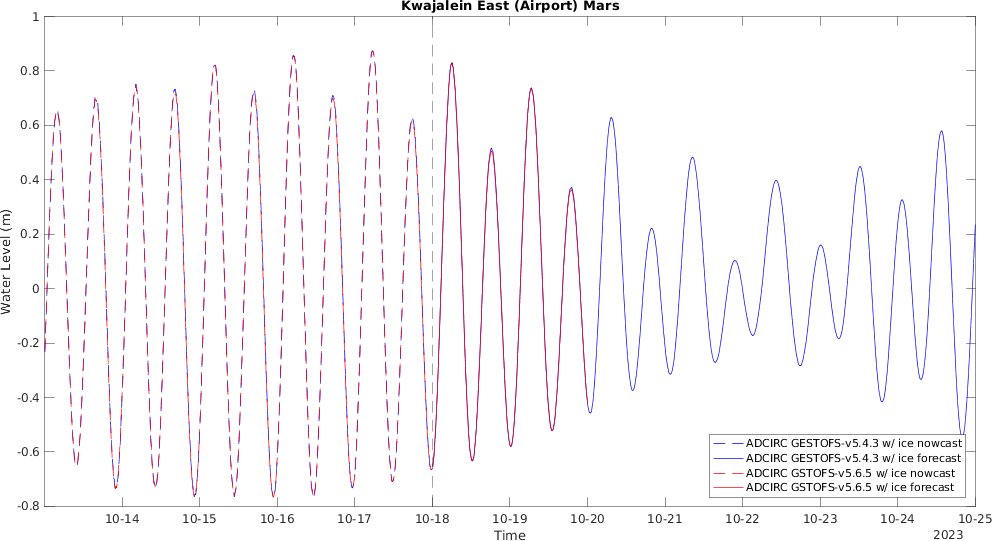 Kwajalein East (Airport) Mars
1
0.8
0.6
0.4
0.2
0
-0.2
-0.4
-0.6
-0.8
Water Level (m)
ADCIRC GESTOFS-v5.4.3 w/ ice nowcast
ADCIRC GESTOFS-v5.4.3 w/ ice forecast
ADCIRC GSTOFS-v5.6.5 w/ ice nowcast
ADCIRC GSTOFS-v5.6.5 w/ ice forecast
10-14 10-15 10-16 10-17 10-18 10-19 10-20 10-21 10-22 10-23 10-24 10-25
Time
2023